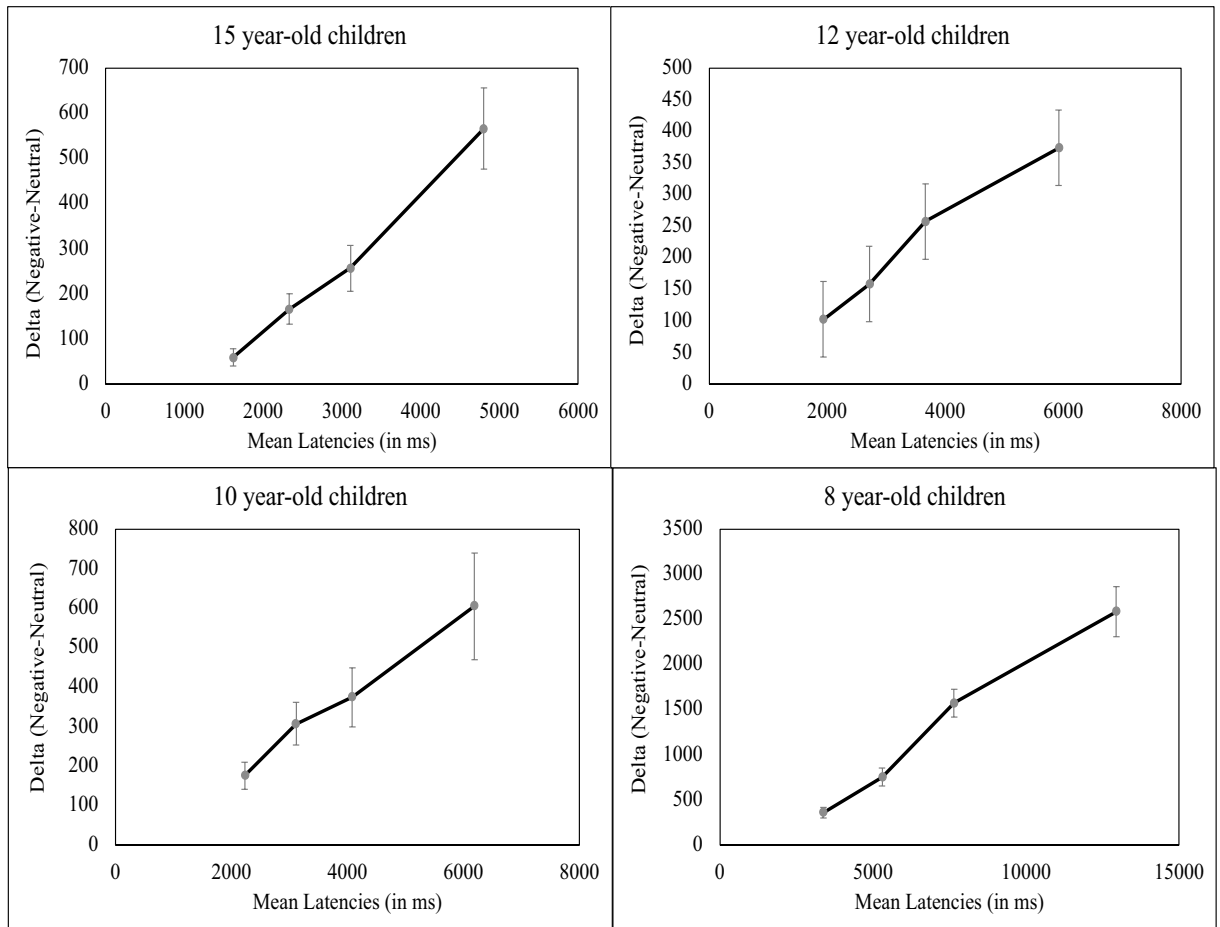 15 year-old children
700
600
500
400
300
200
100
0
Delta (Negative-Neutral)
0 1000 2000 3000 4000 5000 6000
Mean Latencies (in ms)
12 year-old children
500
450
400
350
300
250
200
150
100
50
0
Delta (Negative-Neutral)
0 2000 4000 6000 8000
Mean Latencies (in ms)
10 year-old children
800
700
600
500
400
300
200
100
0
Delta (Negative-Neutral)
0 2000 4000 6000 8000
Mean Latencies (in ms)
8 year-old children
3500
3000
2500
2000
1500
1000
500
0
Delta (Negative-Neutral)
0 5000 10000 15000
Mean Latencies (in ms)